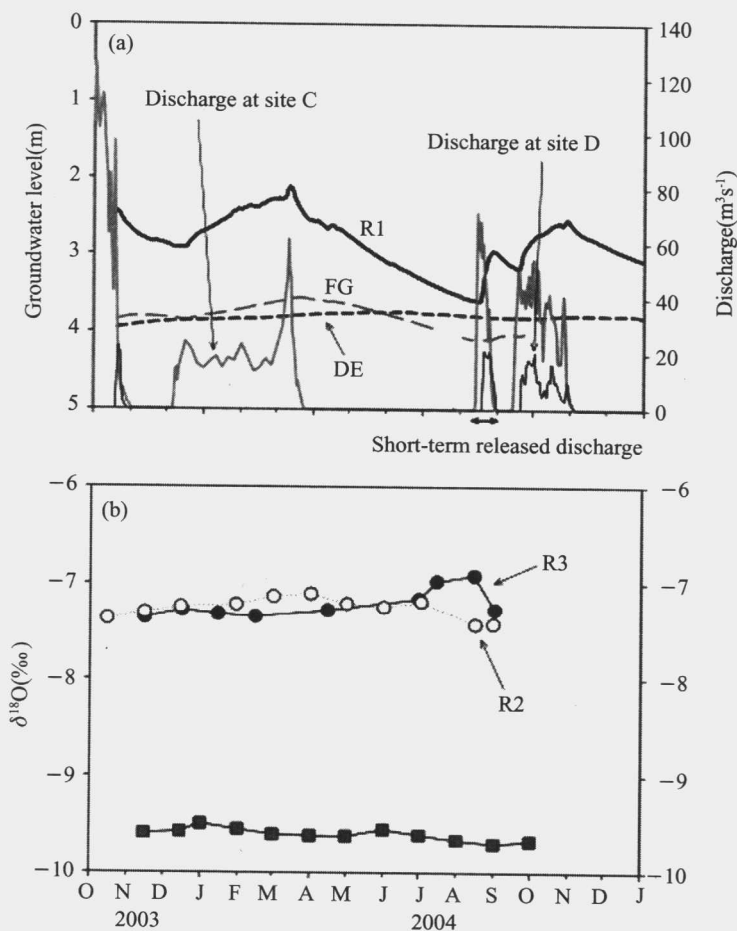 (a)
0
1
2
3
4
5
Groundwater level(m)
140
120
100
80
60
40
20
0
Discharge(m³s⁻¹)
Discharge at site C
Discharge at site D
R1
FG
DE
Short-term released discharge
(b)
−6
−7
−8
−9
−10
δ¹⁸O(‰)
−6
−7
−8
−9
−10
R3
R2
O N D J F M A M J J A S O N D J
2003 2004